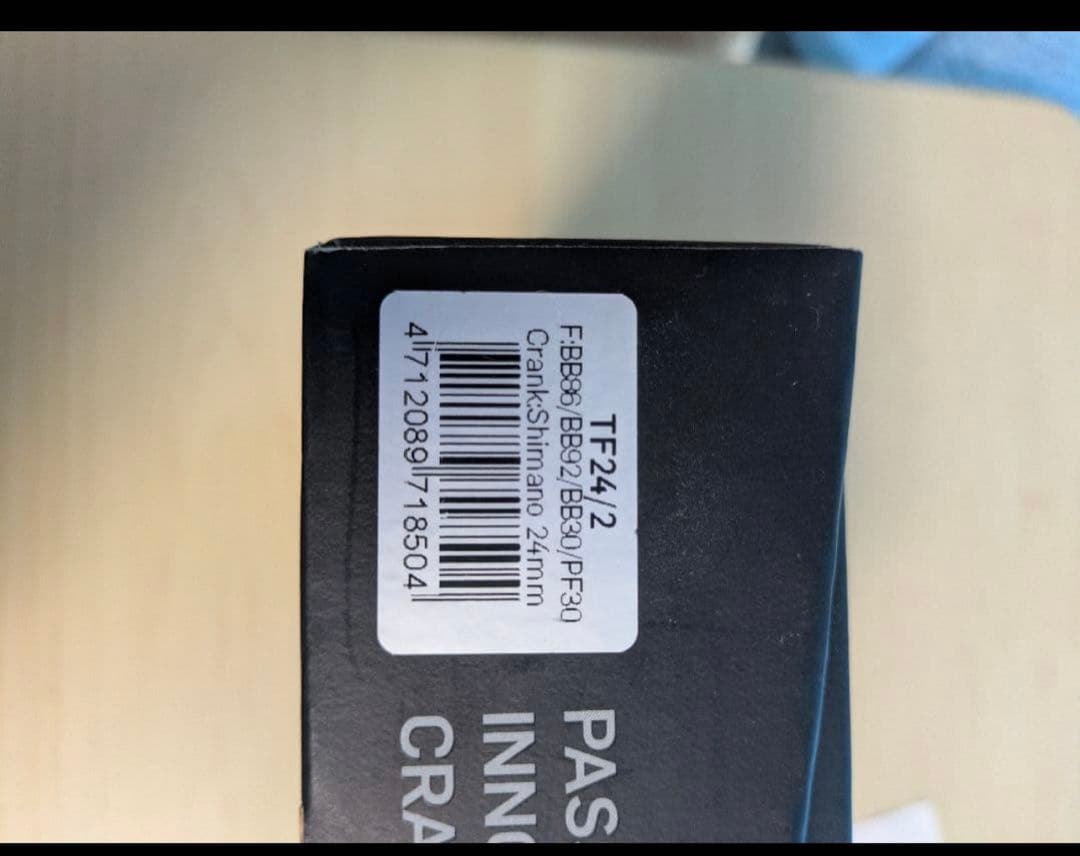 TF24/2
F:BB86/BB92/BB30/PF30
Crank:Shimano 24mm
4712089718504
PAS
INN
CRA